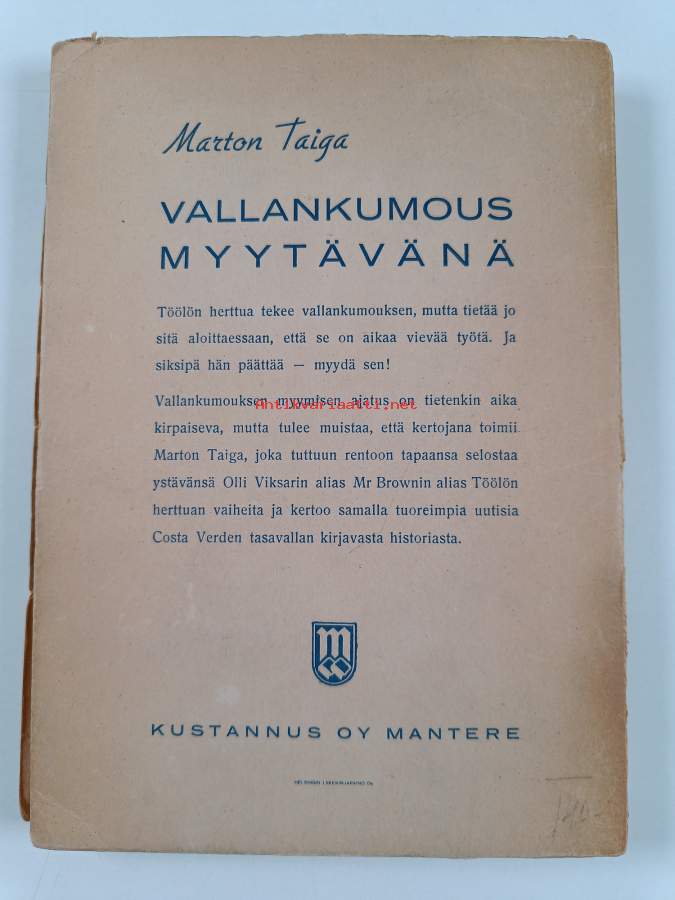 Marton Taiga
VALLANKUMOUS
MYYTÄVÄNÄ
Töölön herttua tekee vallankumouksen, mutta tietää jo
sitä aloittaessaan, että se on aikaa vievää työtä. Ja
siksipä hän päättää — myydä sen!
Vallankumouksen myymisen ajatus on tietenkin aika
Antikvariaatti.net
kirpaiseva, mutta tulee muistaa, että kertojana toimii
Marton Taiga, joka tuttuun rentoon tapaansa selostaa
ystävänsä Olli Viksarin alias Mr Brownin alias Töölön
herttuan vaiheita ja kertoo samalla tuoreimpia uutisia
Costa Verden tasavallan kirjavasta historiasta.
KUSTANNUS OY MANTERE